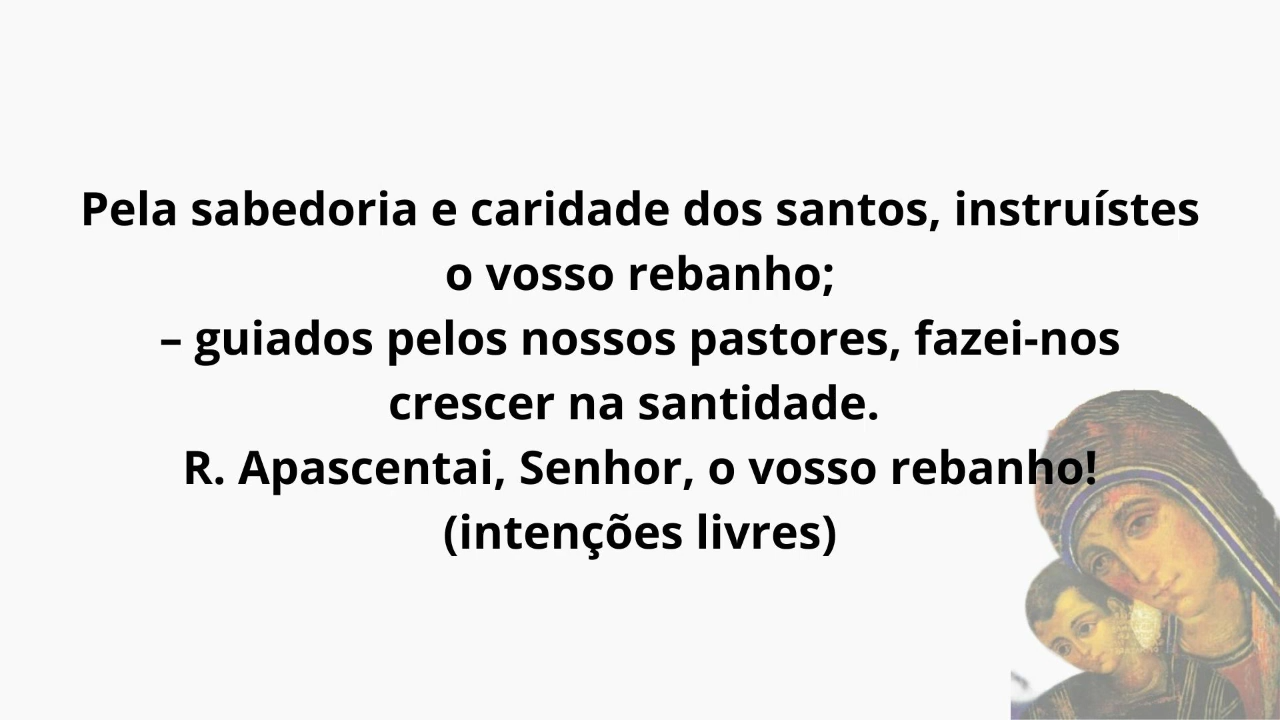 Pela sabedoria e caridade dos santos, instruístes
o vosso rebanho;
– guiados pelos nossos pastores, fazei-nos
crescer na santidade.
R. Apascentai, Senhor, o vosso rebanho!
(intenções livres)